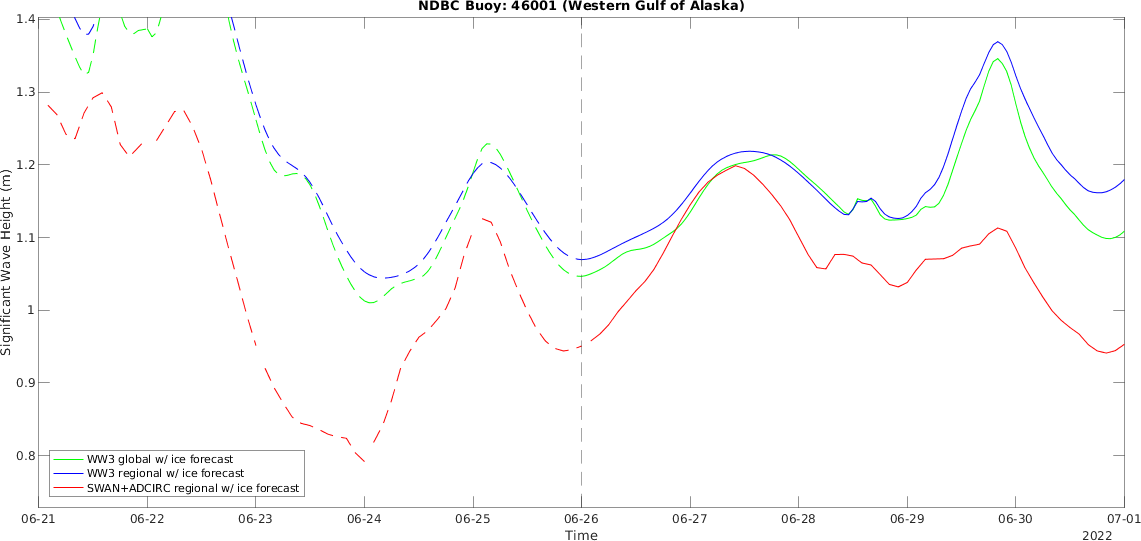 NDBC Buoy: 46001 (Western Gulf of Alaska)
Significant Wave Height (m)
1.4
1.3
1.2
1.1
1
0.9
0.8
WW3 global w/ ice forecast
WW3 regional w/ ice forecast
SWAN+ADCIRC regional w/ ice forecast
06-21 06-22 06-23 06-24 06-25 06-26 06-27 06-28 06-29 06-30 07-01
Time
2022